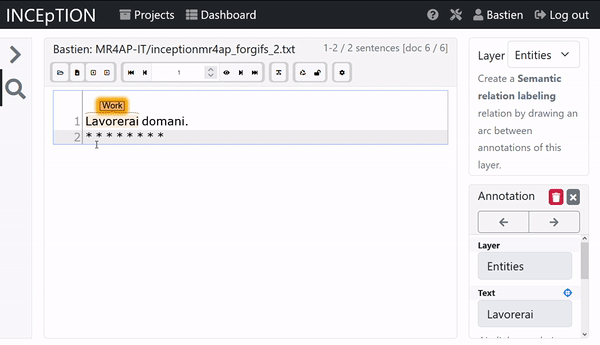 INCEpTION Projects Dashboard Bastien Log out
Bastien: MR4AP-IT/inceptionmr4ap_forgifs_2.txt 1-2 / 2 sentences [doc 6 / 6]
1
Work
1 Lavorerai domani.
2 * * * * * * * *
Layer Entities
Create a Semantic
relation labeling
relation by drawing an
arc between
annotations of this
layer.
Annotation
Layer
Entities
Text
Lavorerai